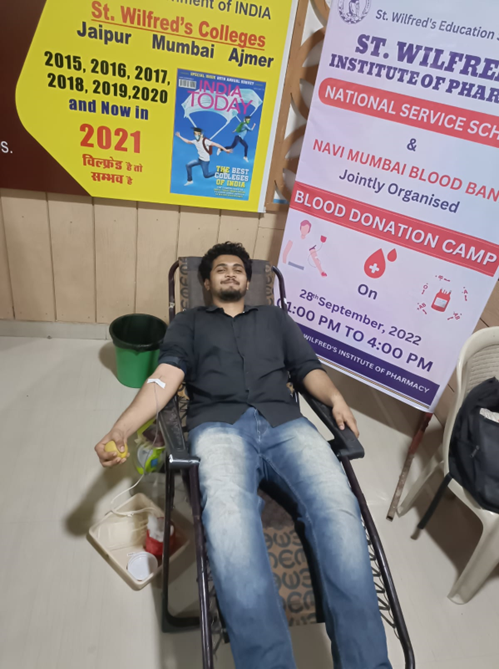 nment of INDIA
St. Wilfred's Colleges
Jaipur Mumbai Ajmer
2015, 2016, 2017,
2018, 2019, 2020
and Now in
2021
विल्फ्रेड है तो
सम्भव है
s.
INDIA
TODAY
THE BEST
COLLEGES
OF INDIA
St. Wilfred's Education S
ST. WILFRE
INSTITUTE OF PHAR
NATIONAL SERVICE SCH
&
NAVI MUMBAI BLOOD BAN
Jointly Organised
BLOOD DONATION CAMP
On
28th September, 2022
1:00 PM TO 4:00 PM
WILFRED'S INSTITUTE OF PHARMACY